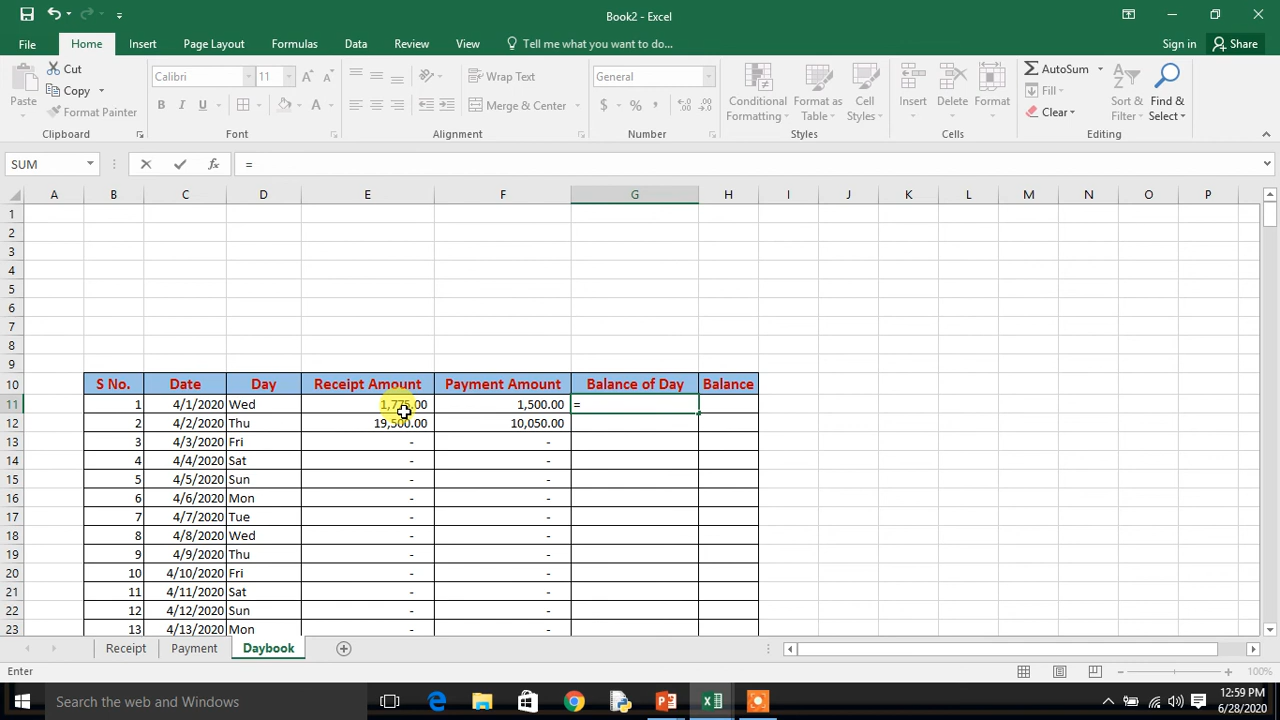 Book2 - Excel
File Home Insert Page Layout Formulas Data Review View Tell me what you want to do... Sign in Share
Paste Cut Copy Format Painter Clipboard
Calibri 11 B I U A A A Font
Wrap Text Merge & Center Alignment
General $ % , Number
Conditional Formatting Formats Table Cell Styles Styles
Insert Delete Format Cells
AutoSum Fill Clear Sort & Filter Find & Select Editing
SUM fx =
A B C D E F G H I J K L M N O P
1
2
3
4
5
6
7
8
9
10 S No. Date Day Receipt Amount Payment Amount Balance of Day Balance
11 1 4/1/2020 Wed 1,775.00 1,500.00 =
12 2 4/2/2020 Thu 19,500.00 10,050.00
13 3 4/3/2020 Fri - -
14 4 4/4/2020 Sat - -
15 5 4/5/2020 Sun - -
16 6 4/6/2020 Mon - -
17 7 4/7/2020 Tue - -
18 8 4/8/2020 Wed - -
19 9 4/9/2020 Thu - -
20 10 4/10/2020 Fri - -
21 11 4/11/2020 Sat - -
22 12 4/12/2020 Sun - -
23 13 4/13/2020 Mon - -
Receipt Payment Daybook
Enter 100%
Search the web and Windows 12:59 PM
6/28/2020